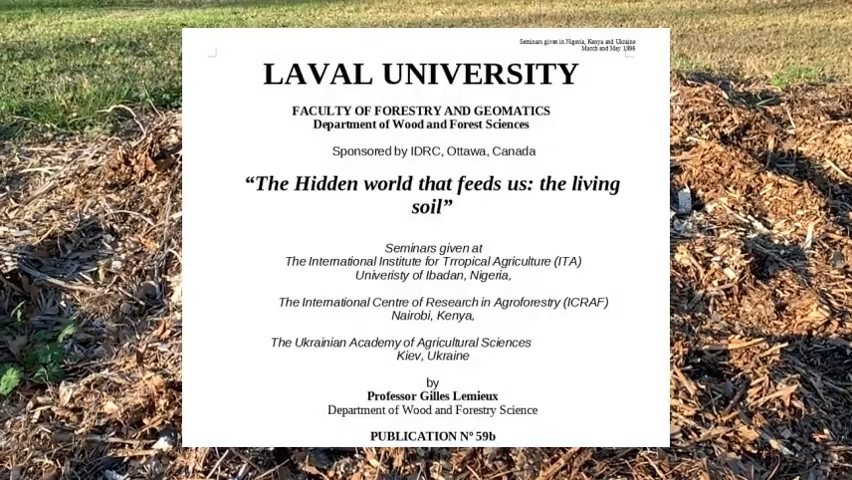 Seminars given in Nigeria, Kenya and Ukraine
March and May 1996
LAVAL UNIVERSITY
FACULTY OF FORESTRY AND GEOMATICS
Department of Wood and Forest Sciences
Sponsored by IDRC, Ottawa, Canada
“The Hidden world that feeds us: the living
soil”
Seminars given at
The International Institute for Trropical Agriculture (ITA)
Univeristy of Ibadan, Nigeria,
The International Centre of Research in Agroforestry (ICRAF)
Nairobi, Kenya,
The Ukrainian Academy of Agricultural Sciences
Kiev, Ukraine
by
Professor Gilles Lemieux
Department of Wood and Forestry Science
PUBLICATION Nº 59b